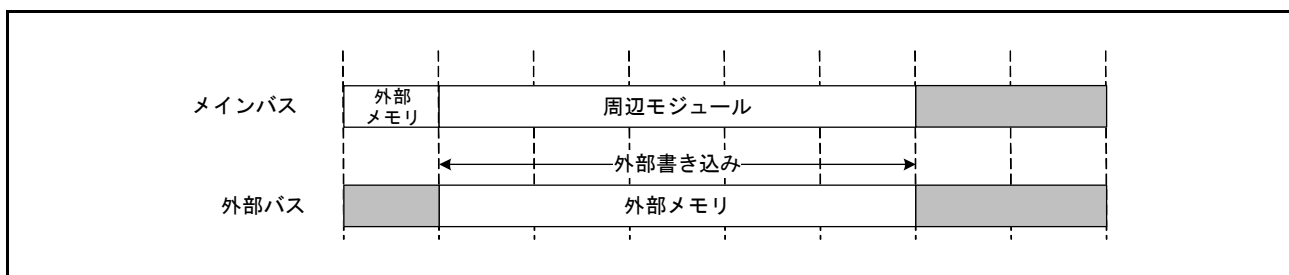 メインバス
外部
メモリ
周辺モジュール
外部書き込み
外部バス
外部メモリ